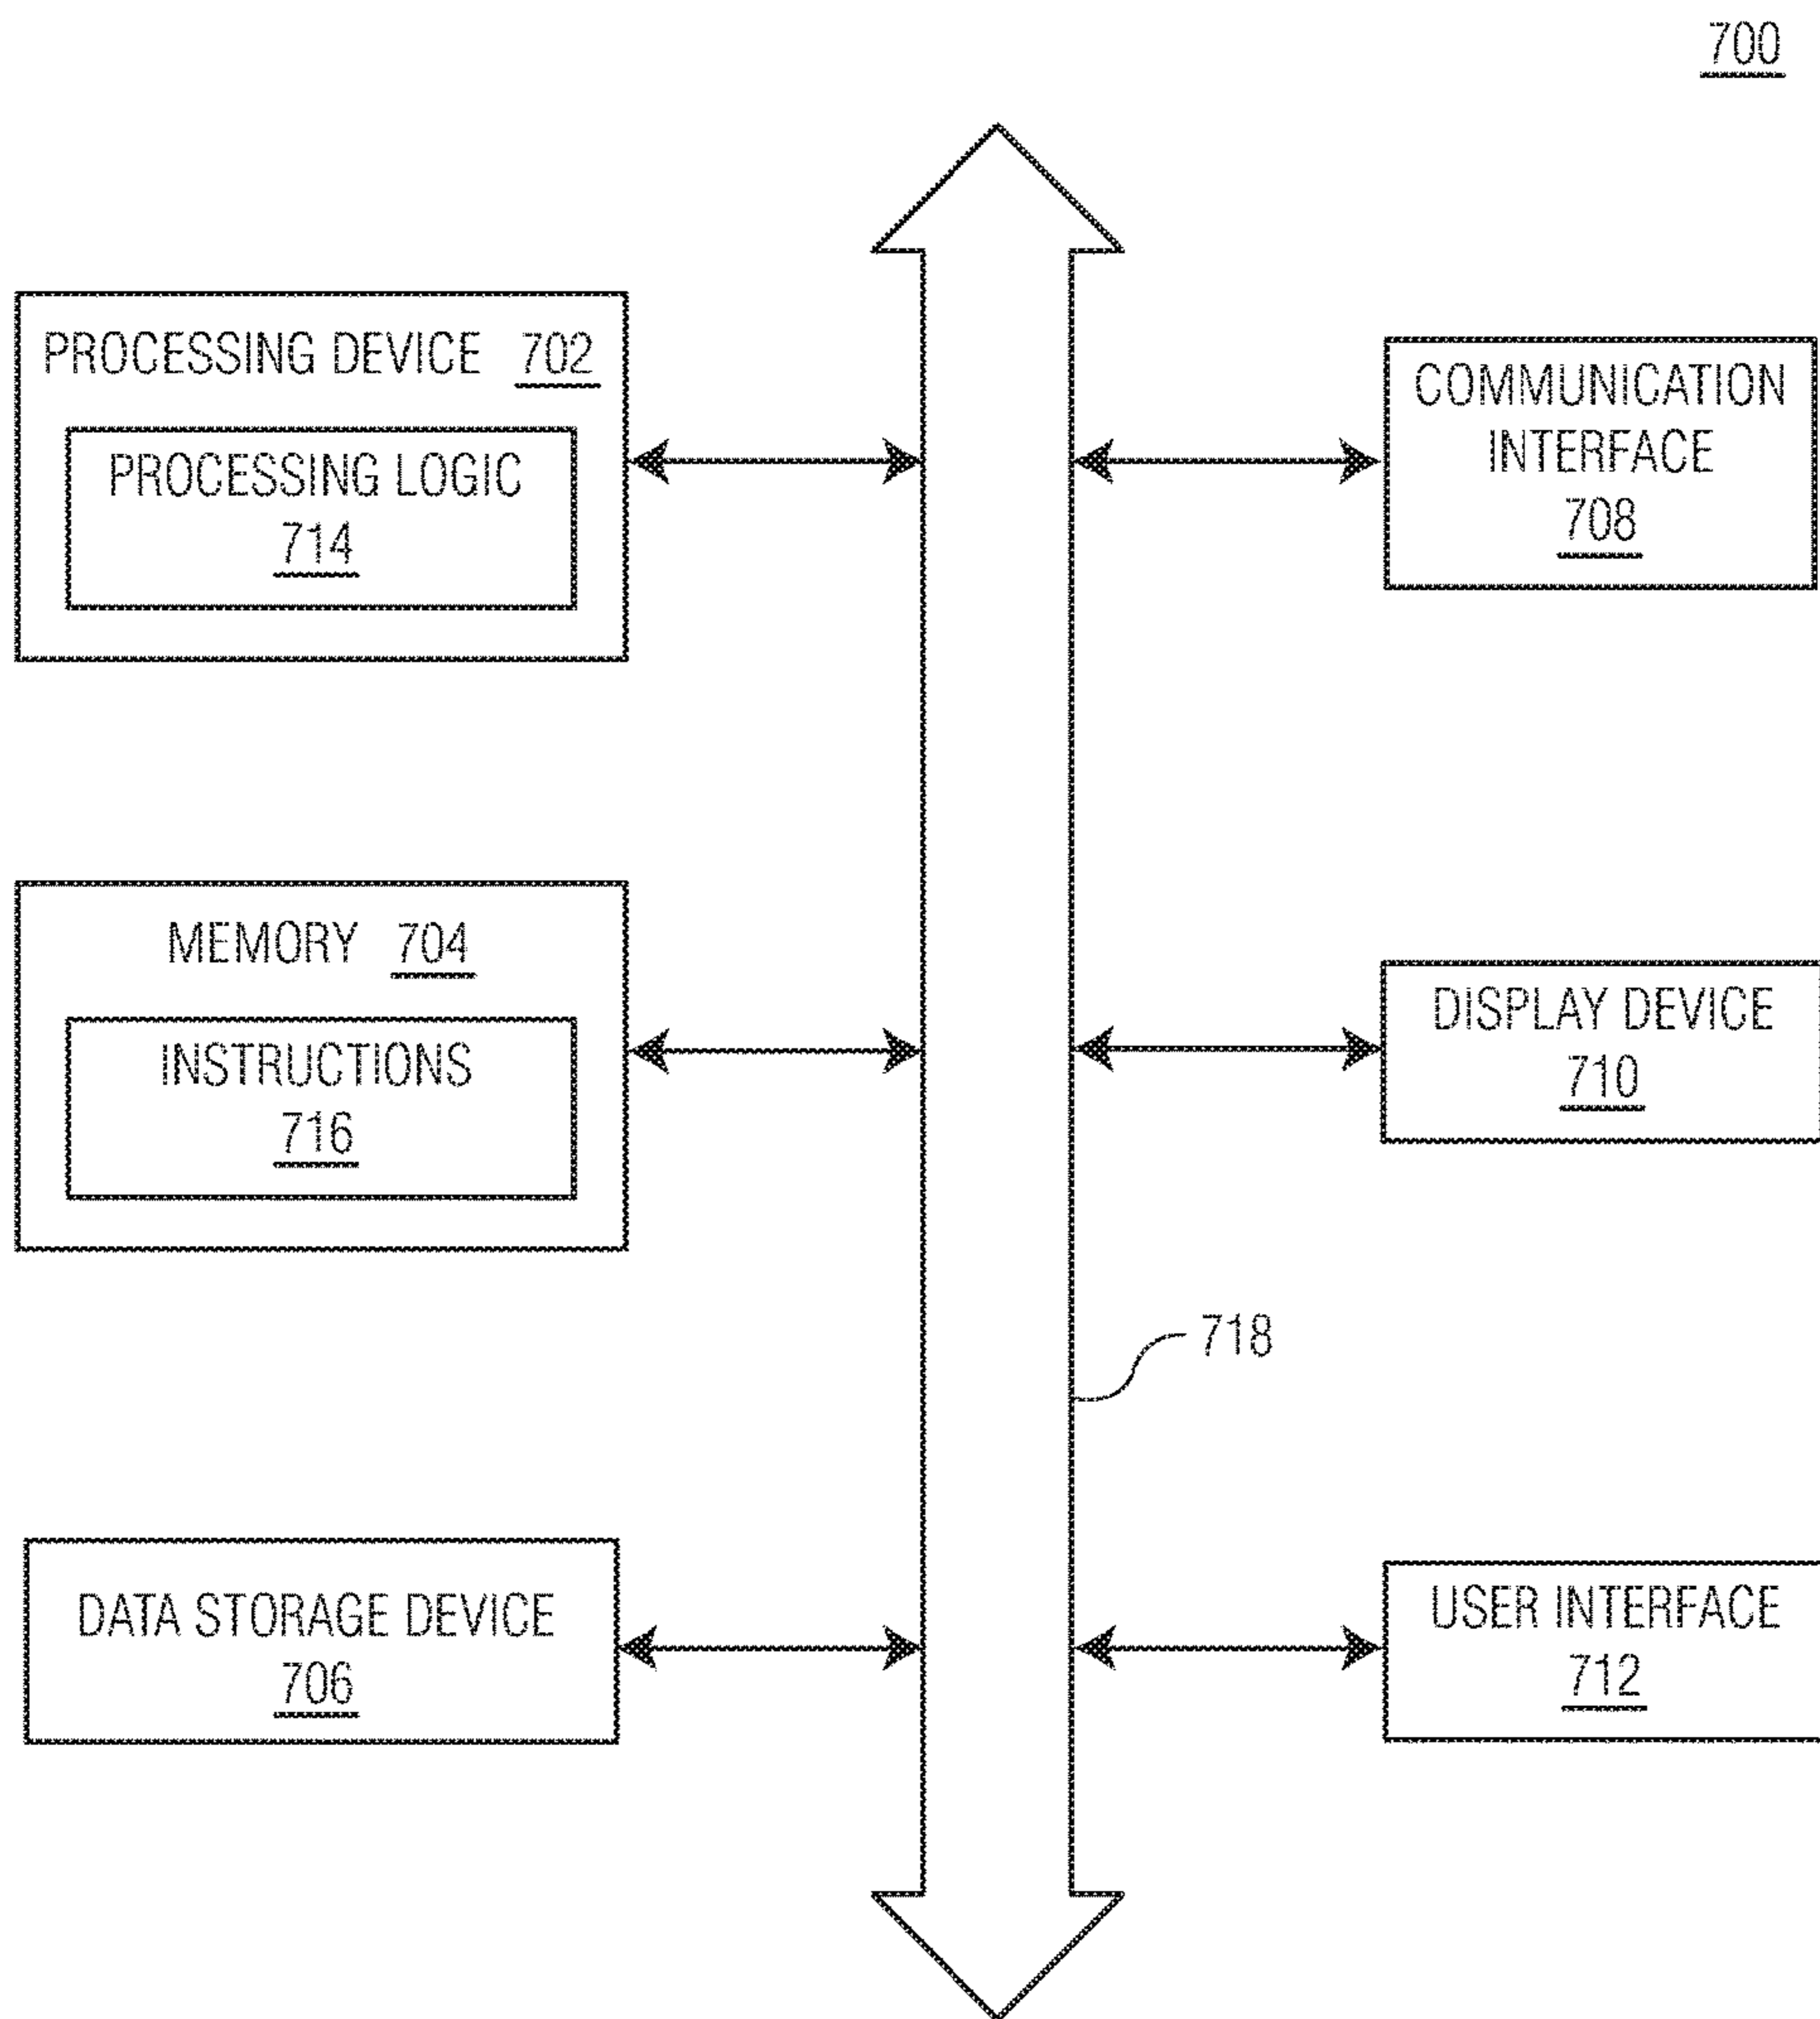 700
PROCESSING DEVICE 702
PROCESSING LOGIC
714
COMMUNICATION
INTERFACE
708
MEMORY 704
INSTRUCTIONS
716
DISPLAY DEVICE
710
718
DATA STORAGE DEVICE
706
USER INTERFACE
712